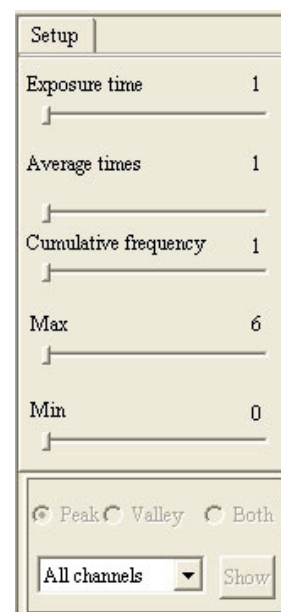 Setup
Exposure time 1
Average times 1
Cumulative frequency 1
Max 6
Min 0
Peak Valley Both
All channels Show